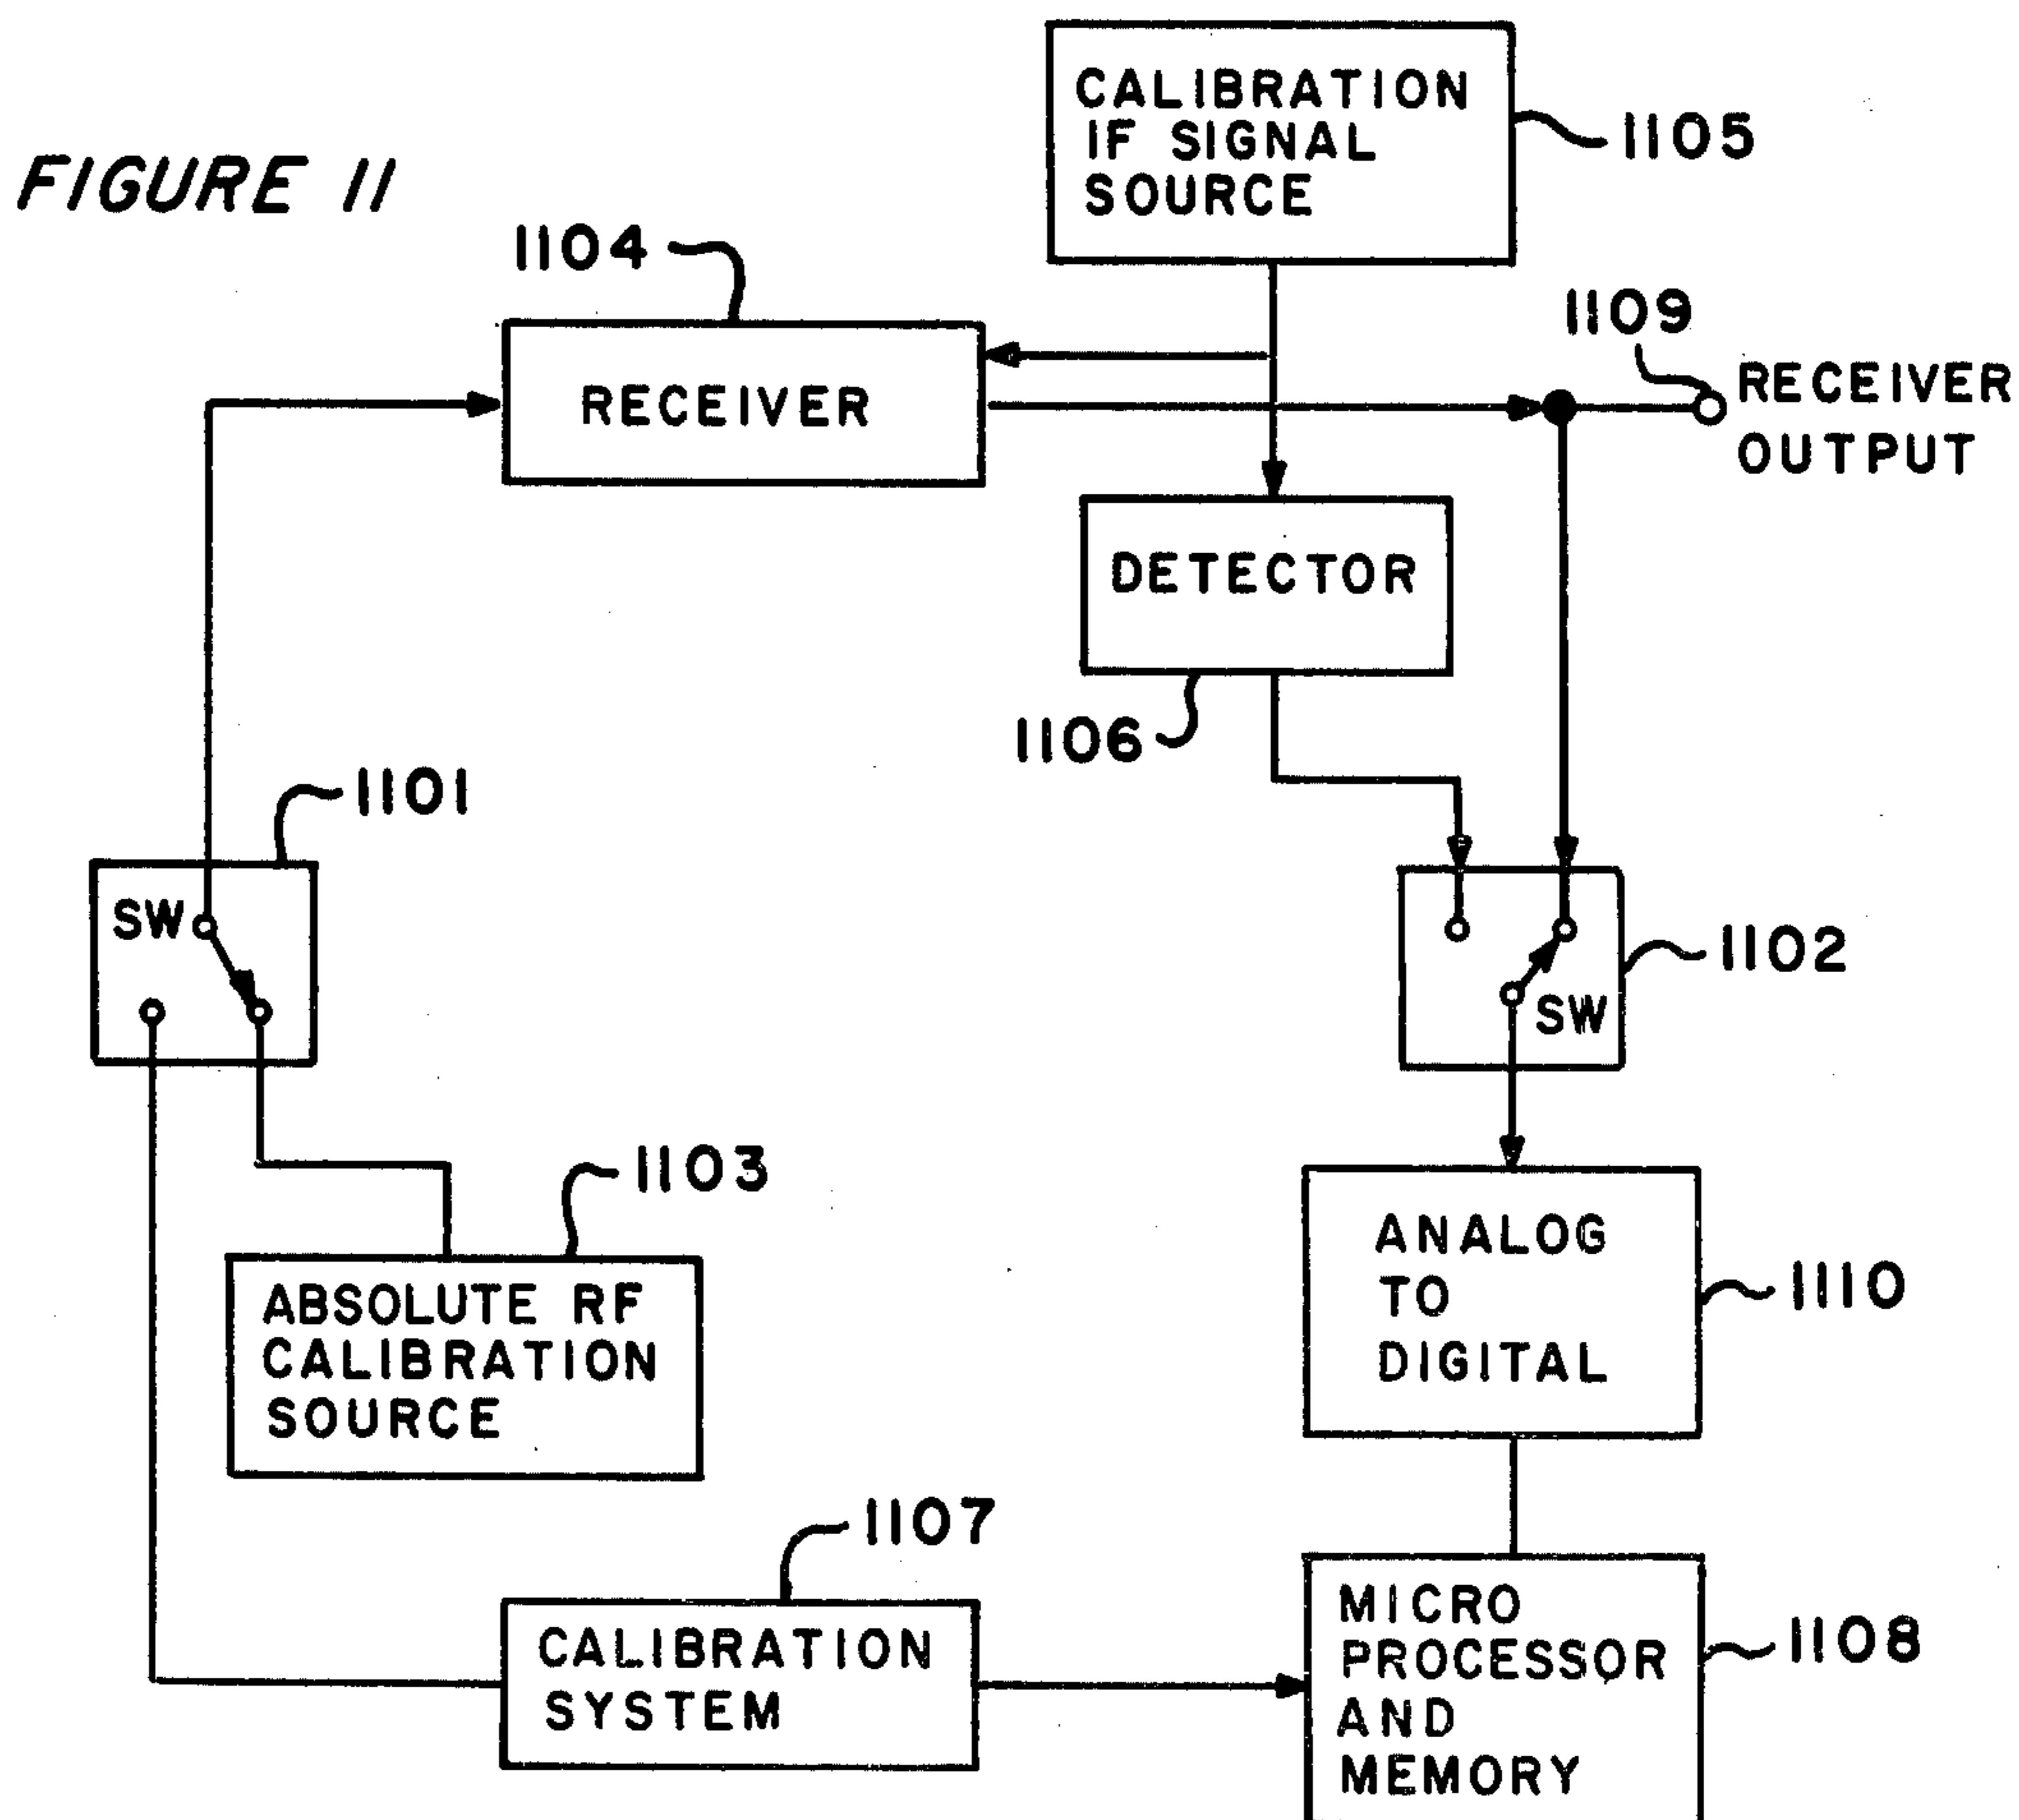 FIGURE 11
CALIBRATION
IF SIGNAL
SOURCE
1105
1104
RECEIVER
1109
RECEIVER
OUTPUT
DETECTOR
1106
1101
SW
1102
SW
1103
ABSOLUTE RF
CALIBRATION
SOURCE
ANALOG
TO
DIGITAL
1110
1107
CALIBRATION
SYSTEM
MICRO
PROCESSOR
AND
MEMORY
1108